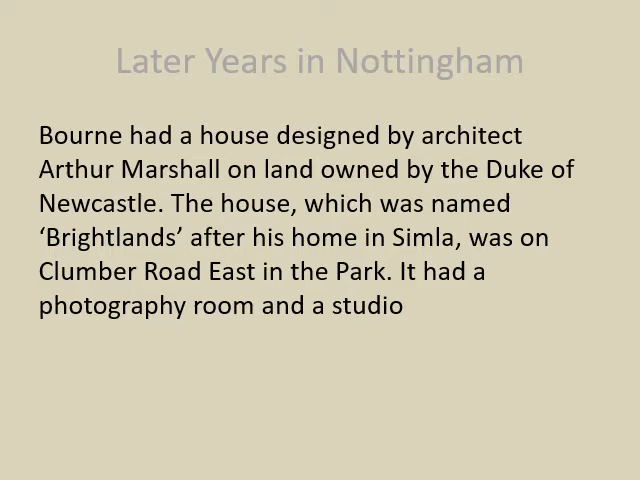 Later Years in Nottingham
Bourne had a house designed by architect
Arthur Marshall on land owned by the Duke of
Newcastle. The house, which was named
‘Brightlands’ after his home in Simla, was on
Clumber Road East in the Park. It had a
photography room and a studio